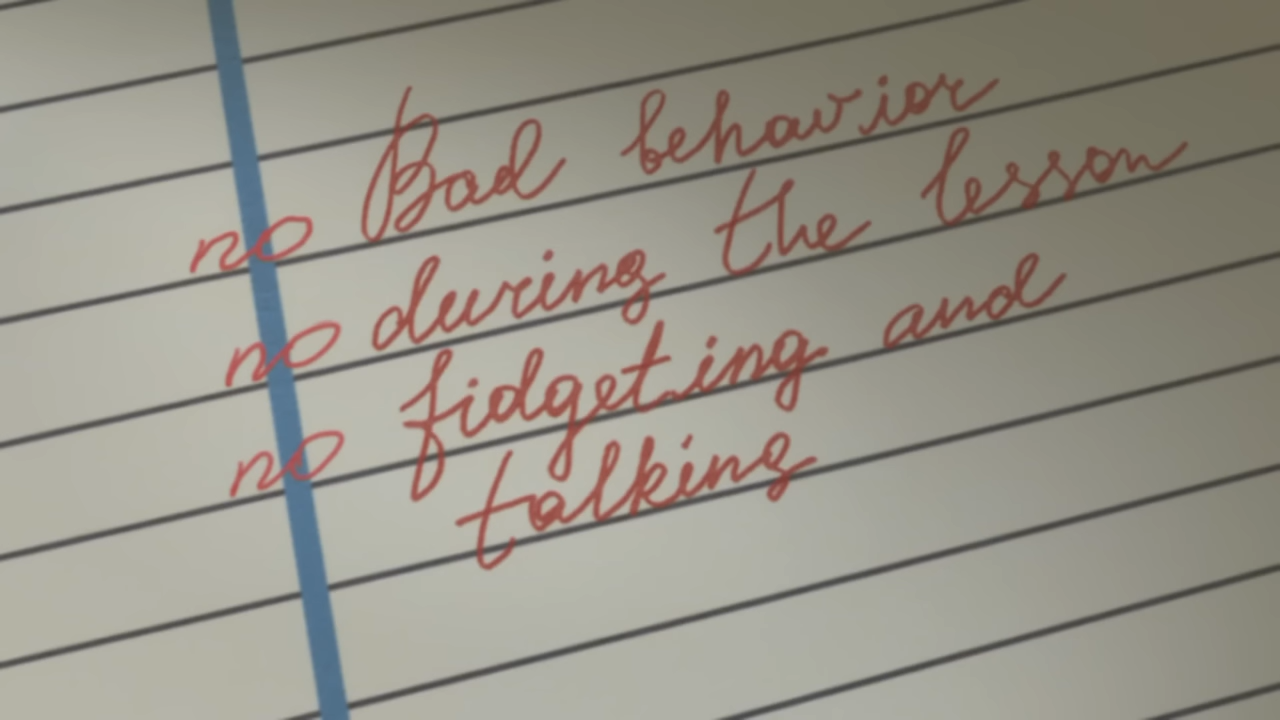 no Bad behavior
no during the lesson
no fidgeting and
talking